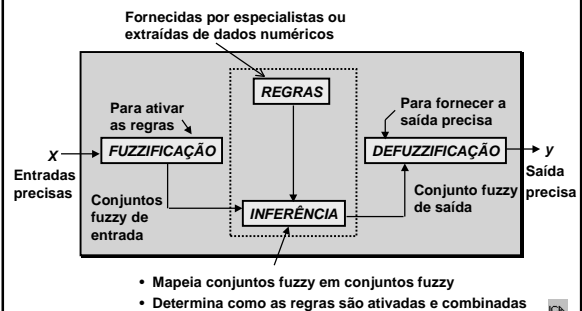 Fornecidas por especialistas ou
extraídas de dados numéricos
REGRAS
Para ativar
as regras
Para fornecer a
saída precisa
x
FUZZIFICAÇÃO
DEFUZZIFICAÇÃO
y
Entradas
precisas
Saída
precisa
Conjuntos
fuzzy de
entrada
Conjunto fuzzy
de saída
INFERÊNCIA
• Mapeia conjuntos fuzzy em conjuntos fuzzy
• Determina como as regras são ativadas e combinadas